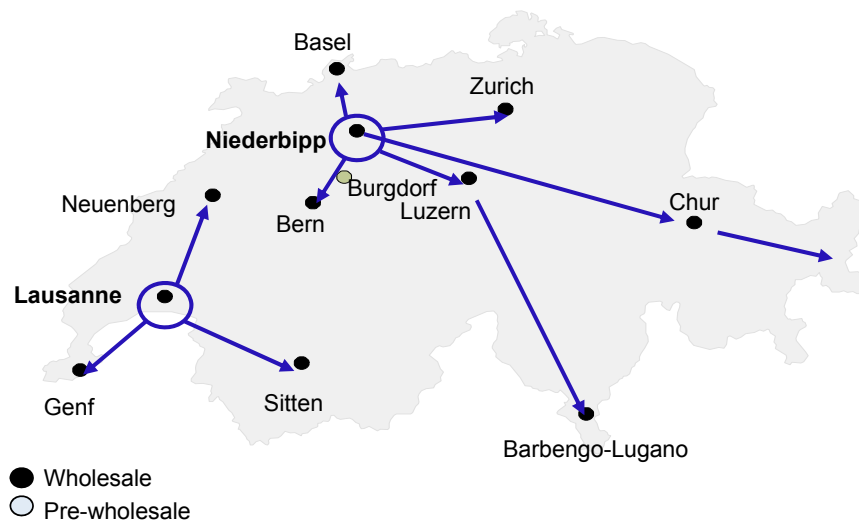 Basel
Zurich
Niederbipp
Burgdorf
Neuenberg
Luzern
Chur
Bern
Lausanne
Genf
Sitten
Barbengo-Lugano
Wholesale
Pre-wholesale